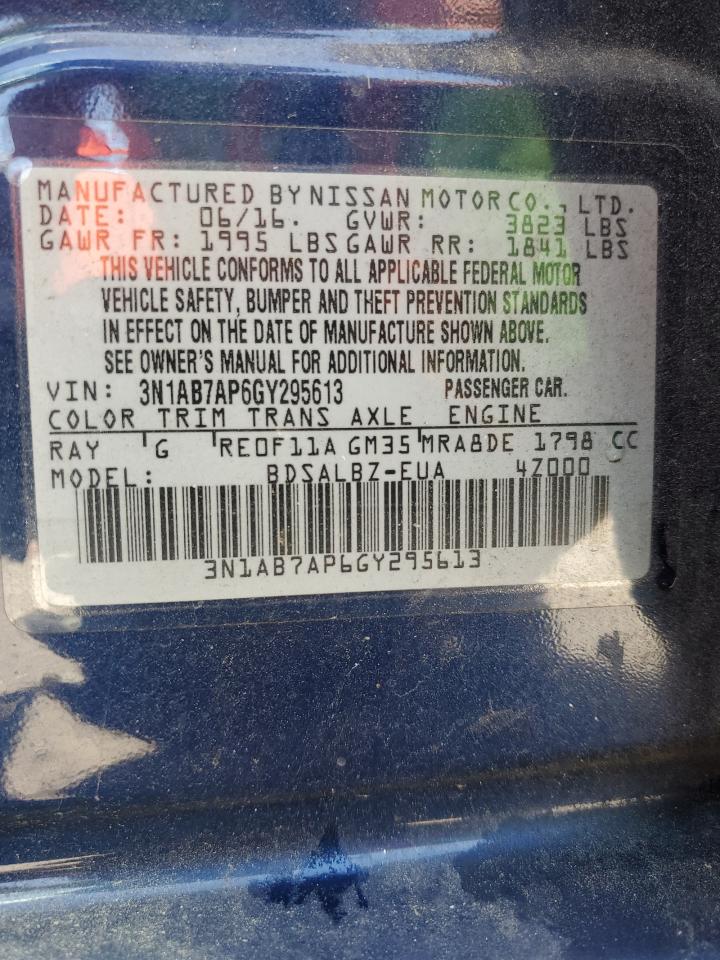 MANUFACTURED BY NISSAN MOTOR CO., LTD.
DATE: 06/16. GVWR: 3823 LBS
GAWR FR: 1995 LBS GAWR RR: 1841 LBS
THIS VEHICLE CONFORMS TO ALL APPLICABLE FEDERAL MOTOR
VEHICLE SAFETY, BUMPER AND THEFT PREVENTION STANDARDS
IN EFFECT ON THE DATE OF MANUFACTURE SHOWN ABOVE.
SEE OWNER'S MANUAL FOR ADDITIONAL INFORMATION.
VIN: 3N1AB7AP6GY295613 PASSENGER CAR.
COLOR TRIM TRANS AXLE ENGINE
RAY G RE0F11A GM35 MRA8DE 1798 CC
MODEL: BDSALBZ-EUA 4Z000
3N1AB7AP6GY295613